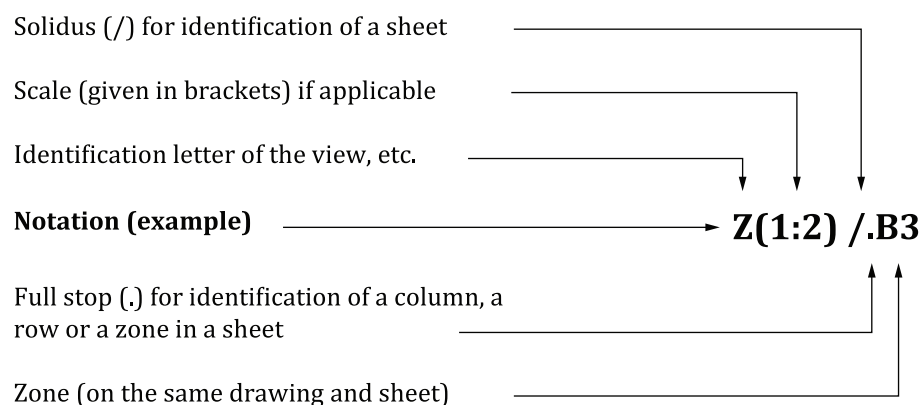 Solidus (/) for identification of a sheet
Scale (given in brackets) if applicable
Identification letter of the view, etc.
Notation (example)
Z(1:2) /.B3
Full stop (.) for identification of a column, a
row or a zone in a sheet
Zone (on the same drawing and sheet)